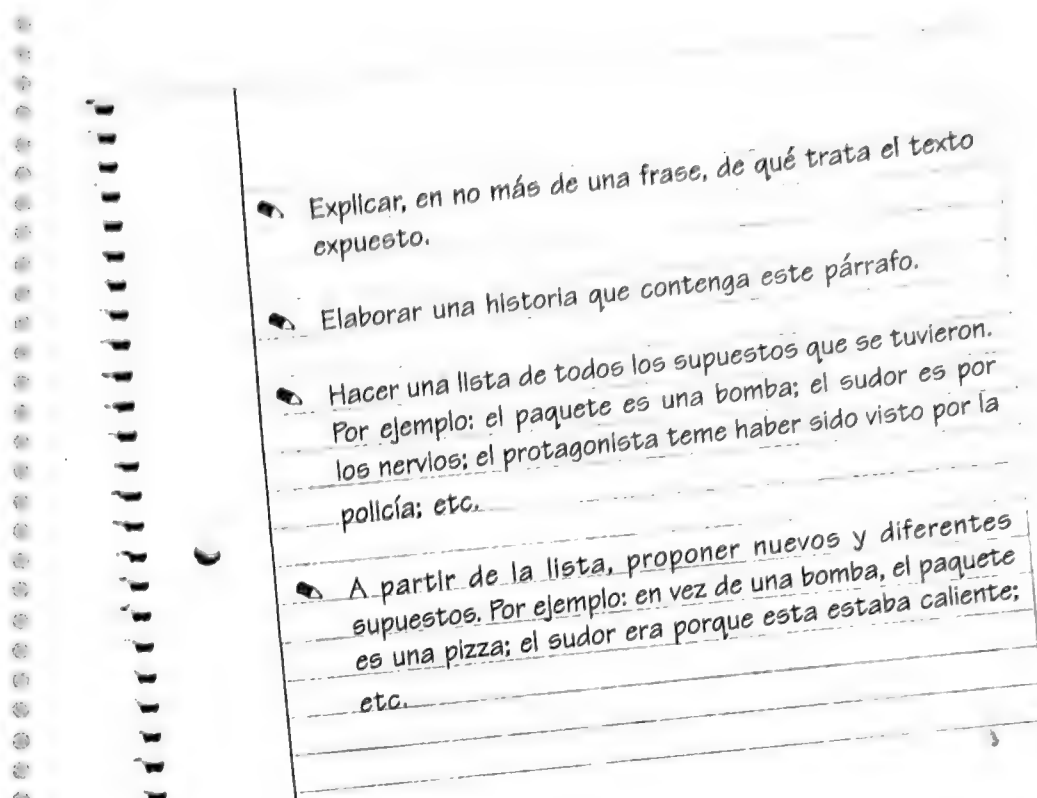 Explicar, en no más de una frase, de qué trata el texto
expuesto.
Elaborar una historia que contenga este párrafo.
Hacer una lista de todos los supuestos que se tuvieron.
Por ejemplo: el paquete es una bomba; el sudor es por
los nervios; el protagonista teme haber sido visto por la
policía; etc.
A partir de la lista, proponer nuevos y diferentes
supuestos. Por ejemplo: en vez de una bomba, el paquete
es una pizza; el sudor era porque esta estaba caliente;
etc.